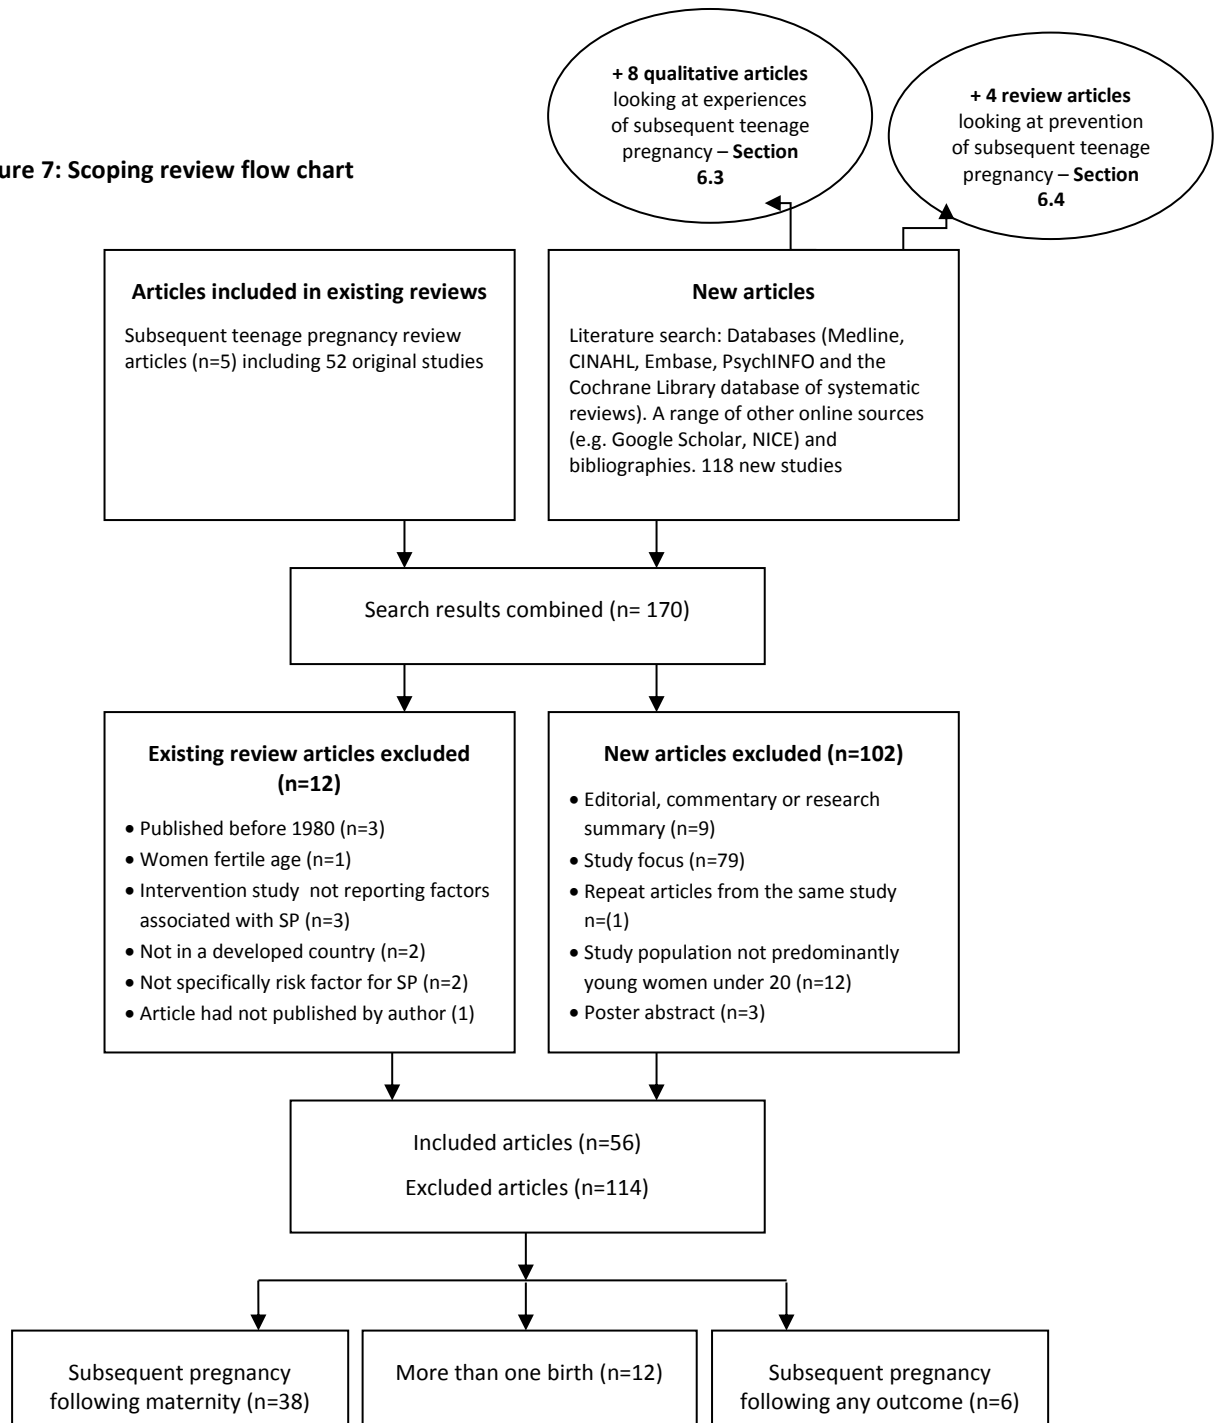 + 8 qualitative articles
looking at experiences
of subsequent teenage
pregnancy – Section
6.3
+ 4 review articles
looking at prevention
of subsequent teenage
pregnancy – Section
6.4
ure 7: Scoping review flow chart
Articles included in existing reviews
Subsequent teenage pregnancy review
articles (n=5) including 52 original studies
New articles
Literature search: Databases (Medline,
CINAHL, Embase, PsychINFO and the
Cochrane Library database of systematic
reviews). A range of other online sources
(e.g. Google Scholar, NICE) and
bibliographies. 118 new studies
Search results combined (n= 170)
Existing review articles excluded
(n=12)
• Published before 1980 (n=3)
• Women fertile age (n=1)
• Intervention study not reporting factors
associated with SP (n=3)
• Not in a developed country (n=2)
• Not specifically risk factor for SP (n=2)
• Article had not published by author (1)
New articles excluded (n=102)
• Editorial, commentary or research
summary (n=9)
• Study focus (n=79)
• Repeat articles from the same study
n=(1)
• Study population not predominantly
young women under 20 (n=12)
• Poster abstract (n=3)
Included articles (n=56)
Excluded articles (n=114)
Subsequent pregnancy
following maternity (n=38)
More than one birth (n=12)
Subsequent pregnancy
following any outcome (n=6)